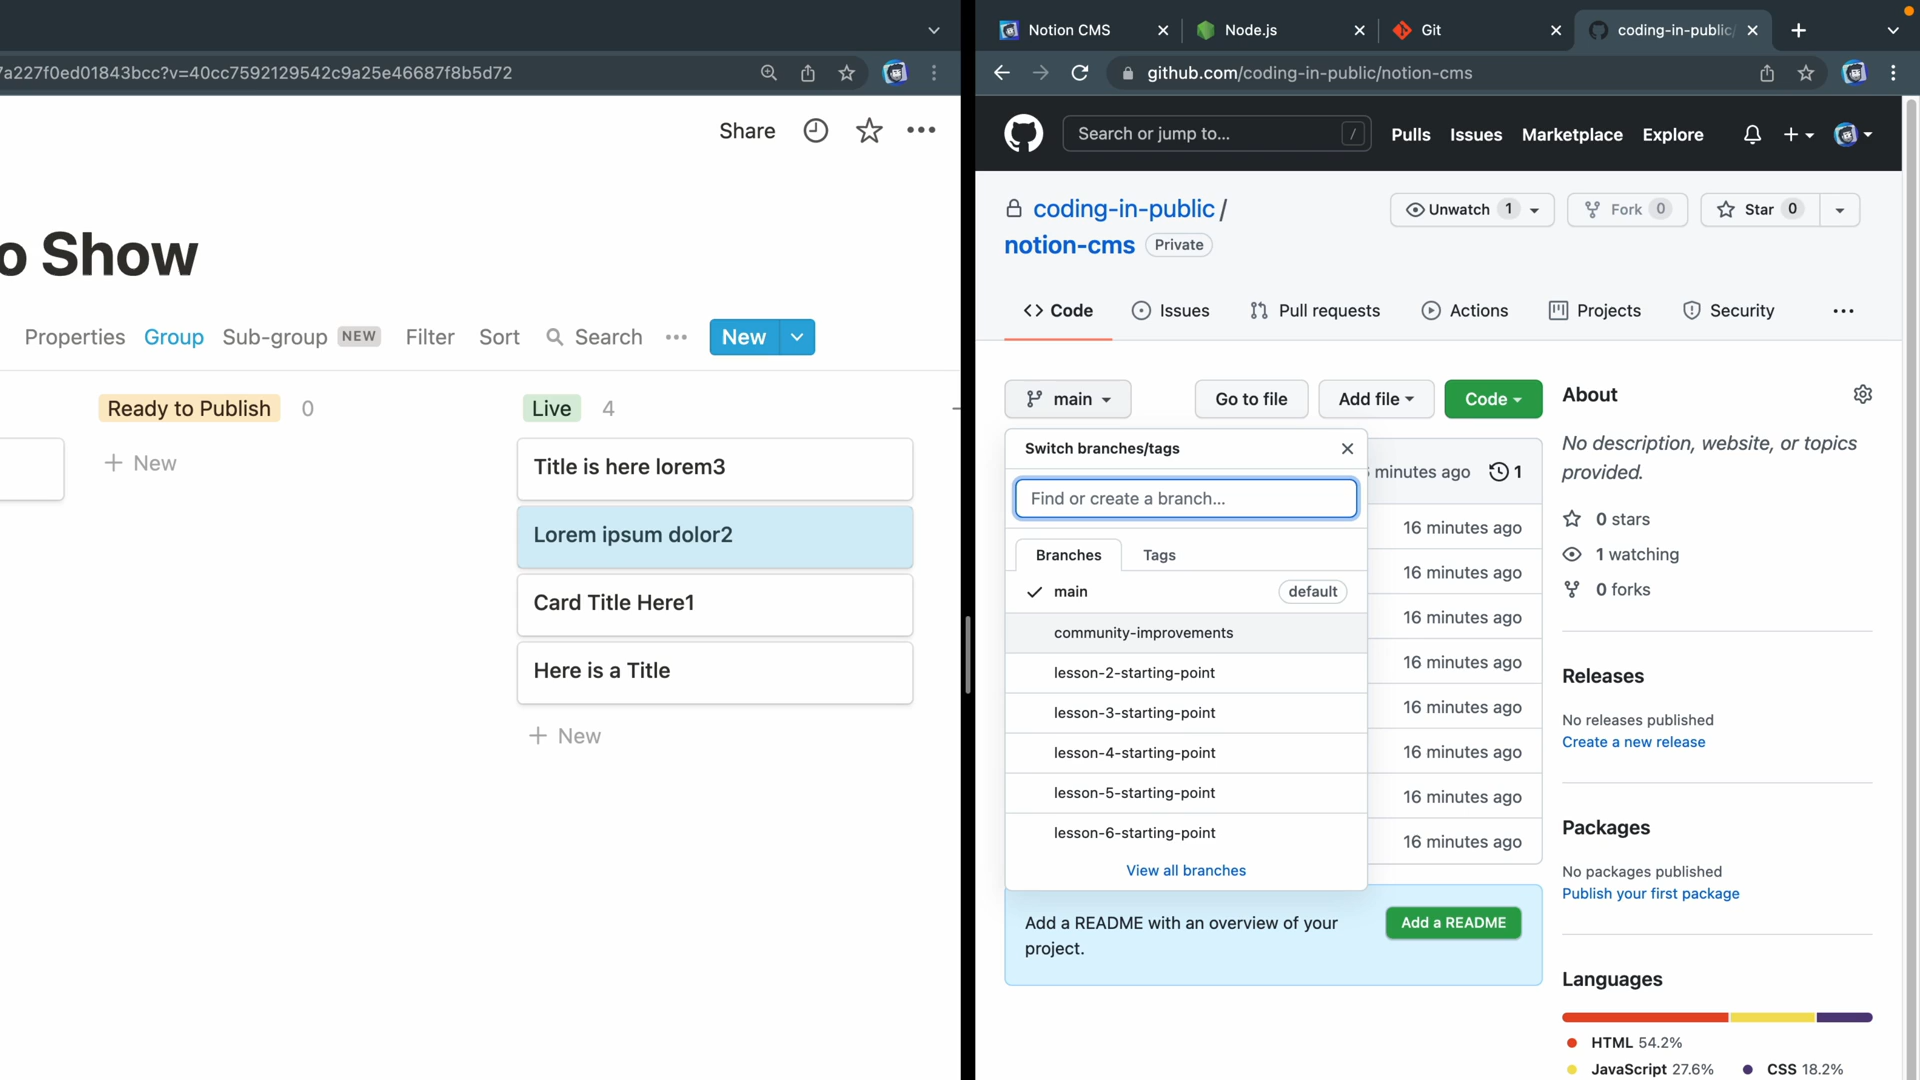 7a227f0ed01843bcc?v=40cc7592129542c9a25e46687f8b5d72
Share
o Show
Properties Group Sub-group NEW Filter Sort Search New
Ready to Publish 0
New
Live 4
Title is here lorem3
Lorem ipsum dolor2
Card Title Here1
Here is a Title
New
Notion CMS
Node.js
Git
coding-in-public/
github.com/coding-in-public/notion-cms
Search or jump to... /
Pulls Issues Marketplace Explore
coding-in-public /
notion-cms Private
Unwatch 1
Fork 0
Star 0
Code Issues Pull requests Actions Projects Security
main
Go to file
Add file
Code
Switch branches/tags
Find or create a branch...
Branches Tags
main default
community-improvements
lesson-2-starting-point
lesson-3-starting-point
lesson-4-starting-point
lesson-5-starting-point
lesson-6-starting-point
View all branches
minutes ago 1
16 minutes ago
16 minutes ago
16 minutes ago
16 minutes ago
16 minutes ago
16 minutes ago
16 minutes ago
16 minutes ago
Add a README with an overview of your
project.
Add a README
About
No description, website, or topics
provided.
0 stars
1 watching
0 forks
Releases
No releases published
Create a new release
Packages
No packages published
Publish your first package
Languages
HTML 54.2%
JavaScript 27.6% CSS 18.2%